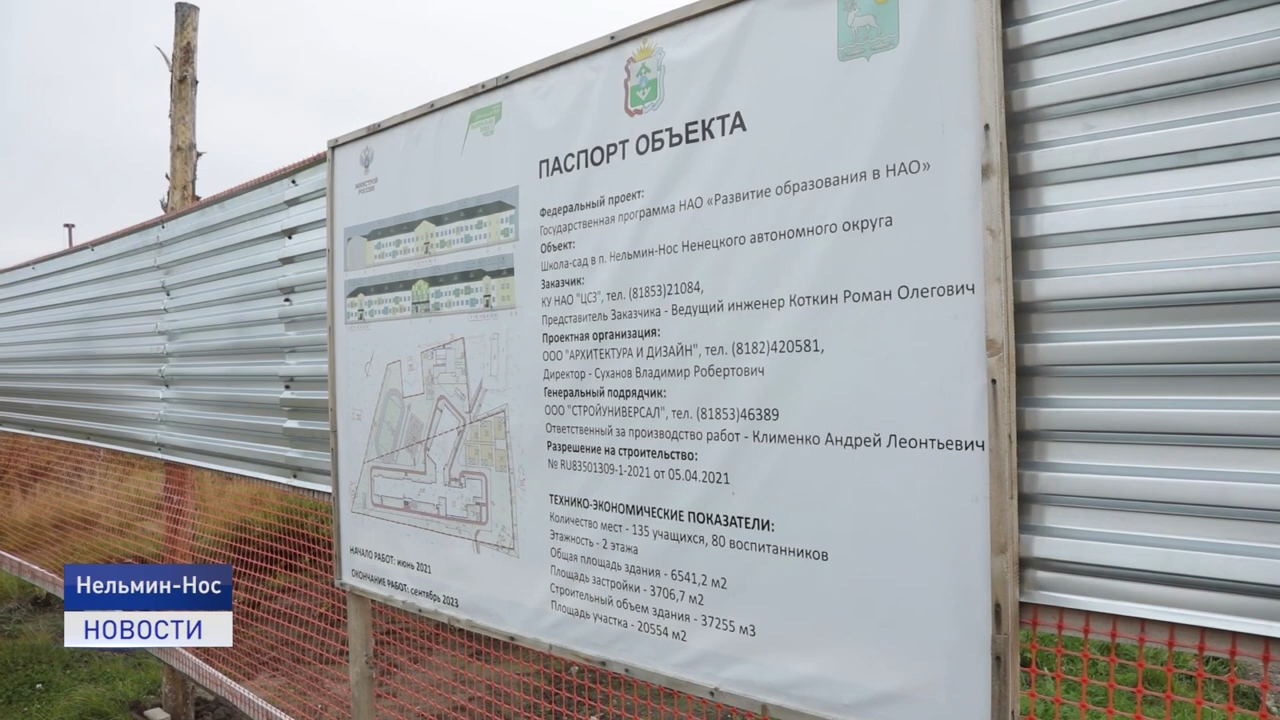 МИНСТРОЙ
РОССИИ
ПАСПОРТ ОБЪЕКТА
Федеральный проект:
Государственная программа НАО «Развитие образования в НАО»
Объект:
Школа-сад в п. Нельмин-Нос Ненецкого автономного округа
Заказчик:
КУ НАО "ЦСЗ", тел. (81853)21084,
Представитель Заказчика - Ведущий инженер Коткин Роман Олегович
Проектная организация:
ООО "АРХИТЕКТУРА И ДИЗАЙН", тел. (8182)420581,
Директор - Суханов Владимир Робертович
Генеральный подрядчик:
ООО "СТРОЙУНИВЕРСАЛ", тел. (81853)46389
Ответственный за производство работ - Клименко Андрей Леонтьевич
Разрешение на строительство:
№ RU83501309-1-2021 от 05.04.2021
ТЕХНИКО-ЭКОНОМИЧЕСКИЕ ПОКАЗАТЕЛИ:
Количество мест - 135 учащихся, 80 воспитанников
Этажность - 2 этажа
Общая площадь здания - 6541,2 м2
Площадь застройки - 3706,7 м2
Строительный объем здания - 37255 м3
Площадь участка - 20554 м2
НАЧАЛО РАБОТ: июнь 2021
ОКОНЧАНИЕ РАБОТ: сентябрь 2023
Нельмин-Нос
НОВОСТИ